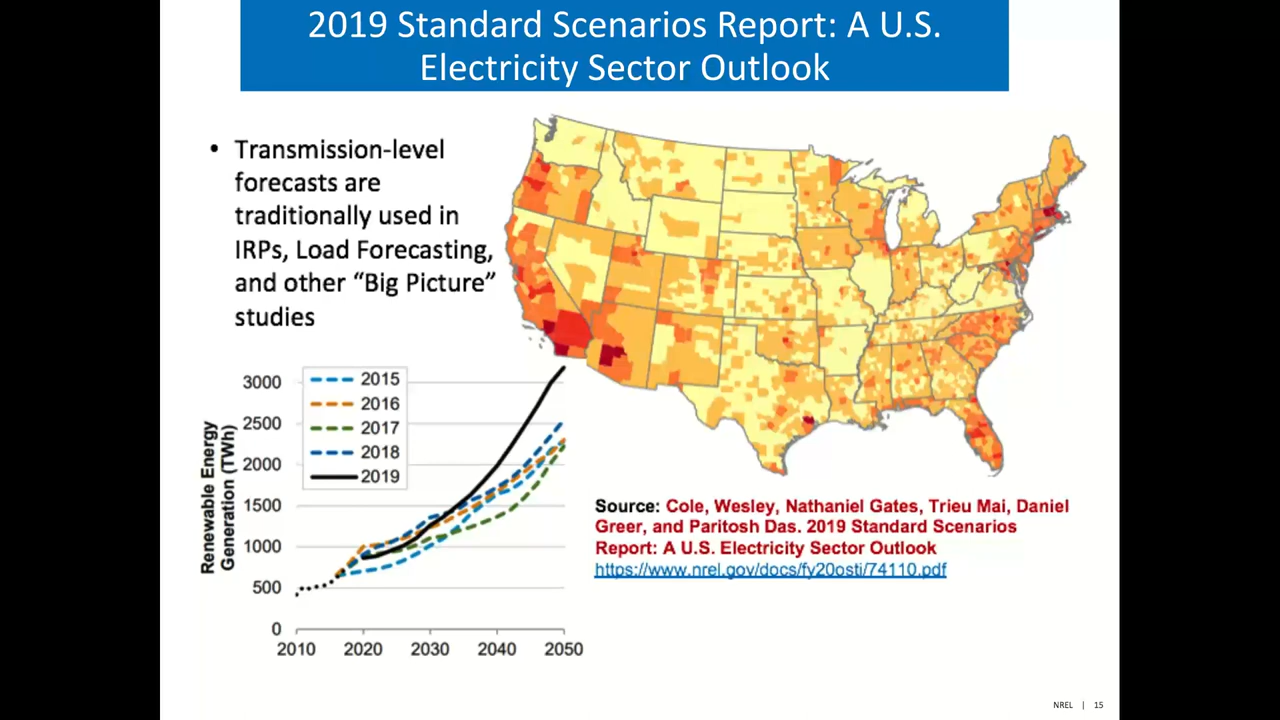 2019 Standard Scenarios Report: A U.S.
Electricity Sector Outlook
• Transmission-level
forecasts are
traditionally used in
IRPs, Load Forecasting,
and other “Big Picture”
studies
Renewable Energy
Generation (TWh)
3000
2500
2000
1500
1000
500
0
2010 2020 2030 2040 2050
2015
2016
2017
2018
2019
Source: Cole, Wesley, Nathaniel Gates, Trieu Mai, Daniel
Greer, and Paritosh Das. 2019 Standard Scenarios
Report: A U.S. Electricity Sector Outlook
https://www.nrel.gov/docs/fy20osti/74110.pdf
NREL | 15